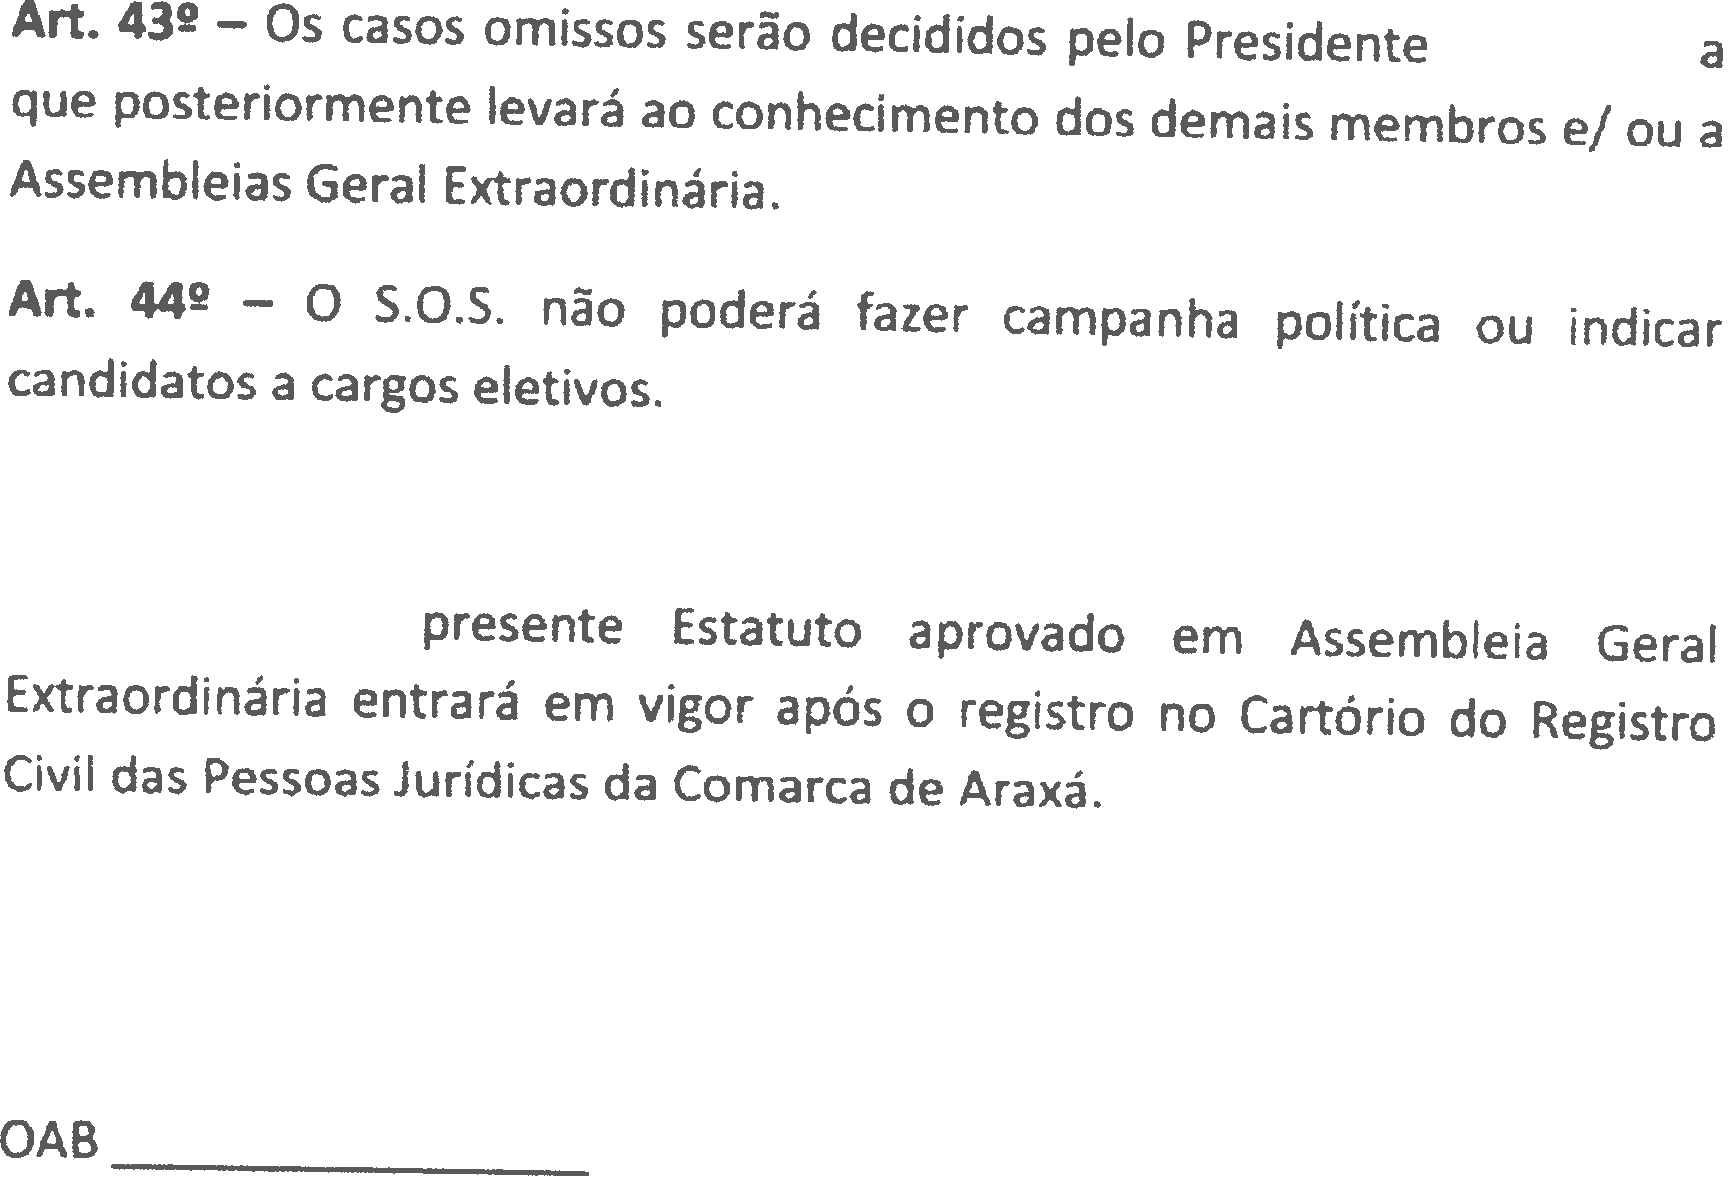 Art. 43º – Os casos omissos serão decididos pelo Presidente a
que posteriormente levará ao conhecimento dos demais membros e/ ou a
Assembleias Geral Extraordinária.
Art. 44º – O S.O.S. não poderá fazer campanha política ou indicar
candidatos a cargos eletivos.
presente Estatuto aprovado em Assembleia Geral
Extraordinária entrará em vigor após o registro no Cartório do Registro
Civil das Pessoas Jurídicas da Comarca de Araxá.
OAB